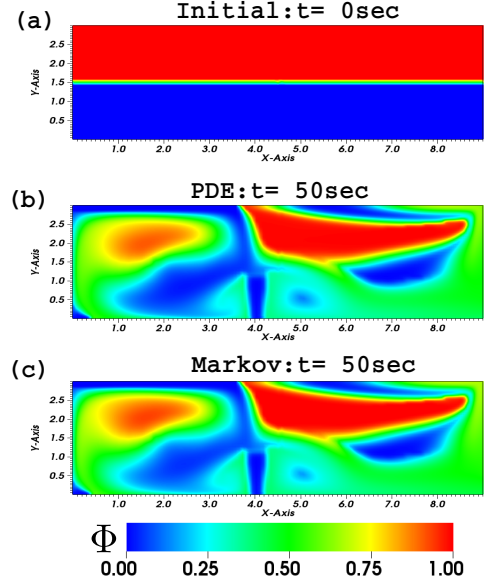 (a) Initial:t= 0sec
2.5
2.0
1.5
1.0
0.5
Y-Axis
1.0 2.0 3.0 4.0 5.0 6.0 7.0 8.0
X-Axis
(b) PDE:t= 50sec
2.5
2.0
1.5
1.0
0.5
Y-Axis
1.0 2.0 3.0 4.0 5.0 6.0 7.0 8.0
X-Axis
(c) Markov:t= 50sec
2.5
2.0
1.5
1.0
0.5
Y-Axis
1.0 2.0 3.0 4.0 5.0 6.0 7.0 8.0
X-Axis
Φ
0.00 0.25 0.50 0.75 1.00